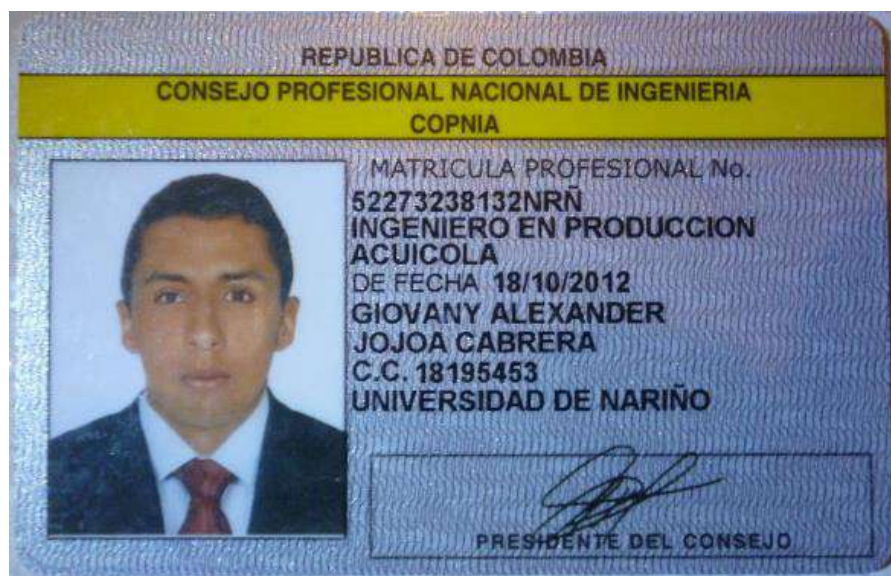 REPUBLICA DE COLOMBIA
CONSEJO PROFESIONAL NACIONAL DE INGENIERIA
COPNIA
MATRICULA PROFESIONAL No.
52273238132NRÑ
INGENIERO EN PRODUCCION
ACUICOLA
DE FECHA 18/10/2012
GIOVANY ALEXANDER
JOJOA CABRERA
C.C. 18195453
UNIVERSIDAD DE NARIÑO
PRESIDENTE DEL CONSEJO